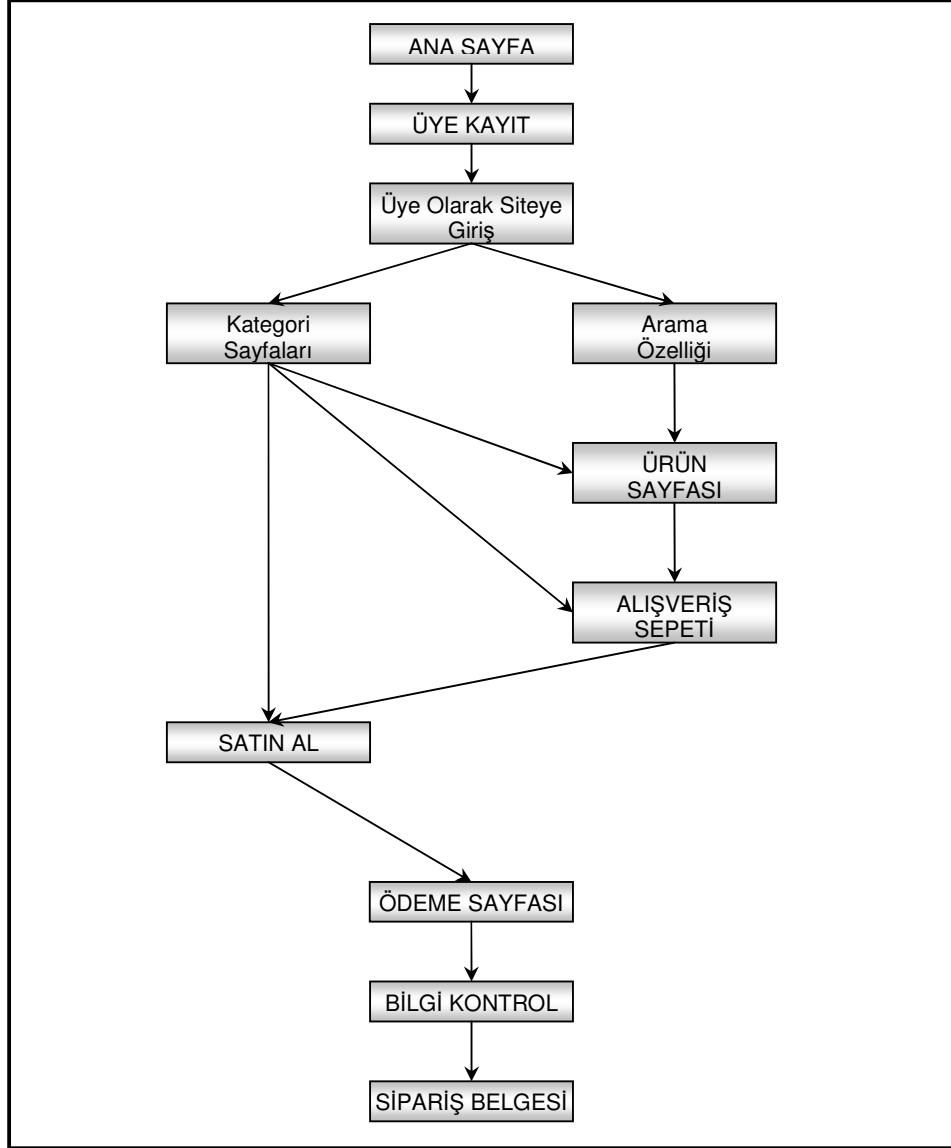 ANA SAYFA
ÜYE KAYIT
Üye Olarak Siteye
Giriş
Kategori
Sayfaları
Arama
Özelliği
ÜRÜN
SAYFASI
ALIŞVERİŞ
SEPETİ
SATIN AL
ÖDEME SAYFASI
BİLGİ KONTROL
SİPARİŞ BELGESİ